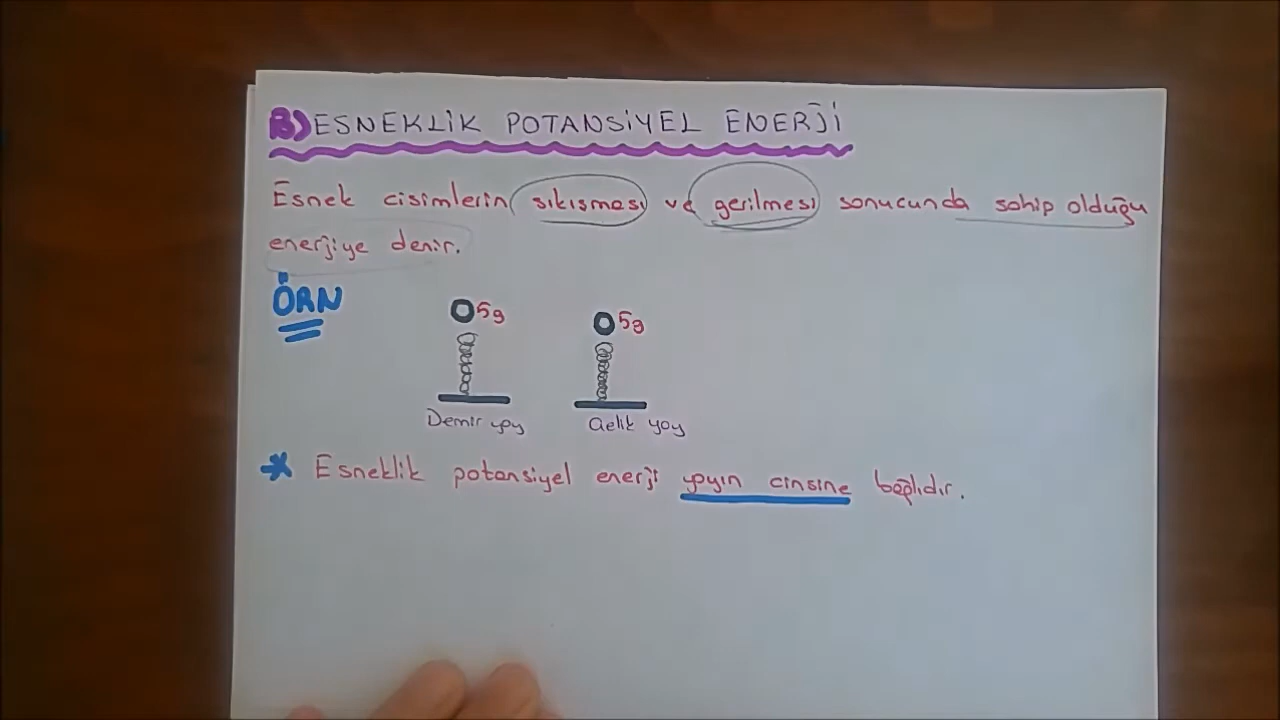 B) ESNEKLİK POTANSİYEL ENERJİ
Esnek cisimlerin sıkışması ve gerilmesi sonucunda sahip olduğu
enerjiye denir.
ÖRN
5g 5g
Demir yay Çelik yay
* Esneklik potansiyel enerji yayın cinsine bağlıdır.